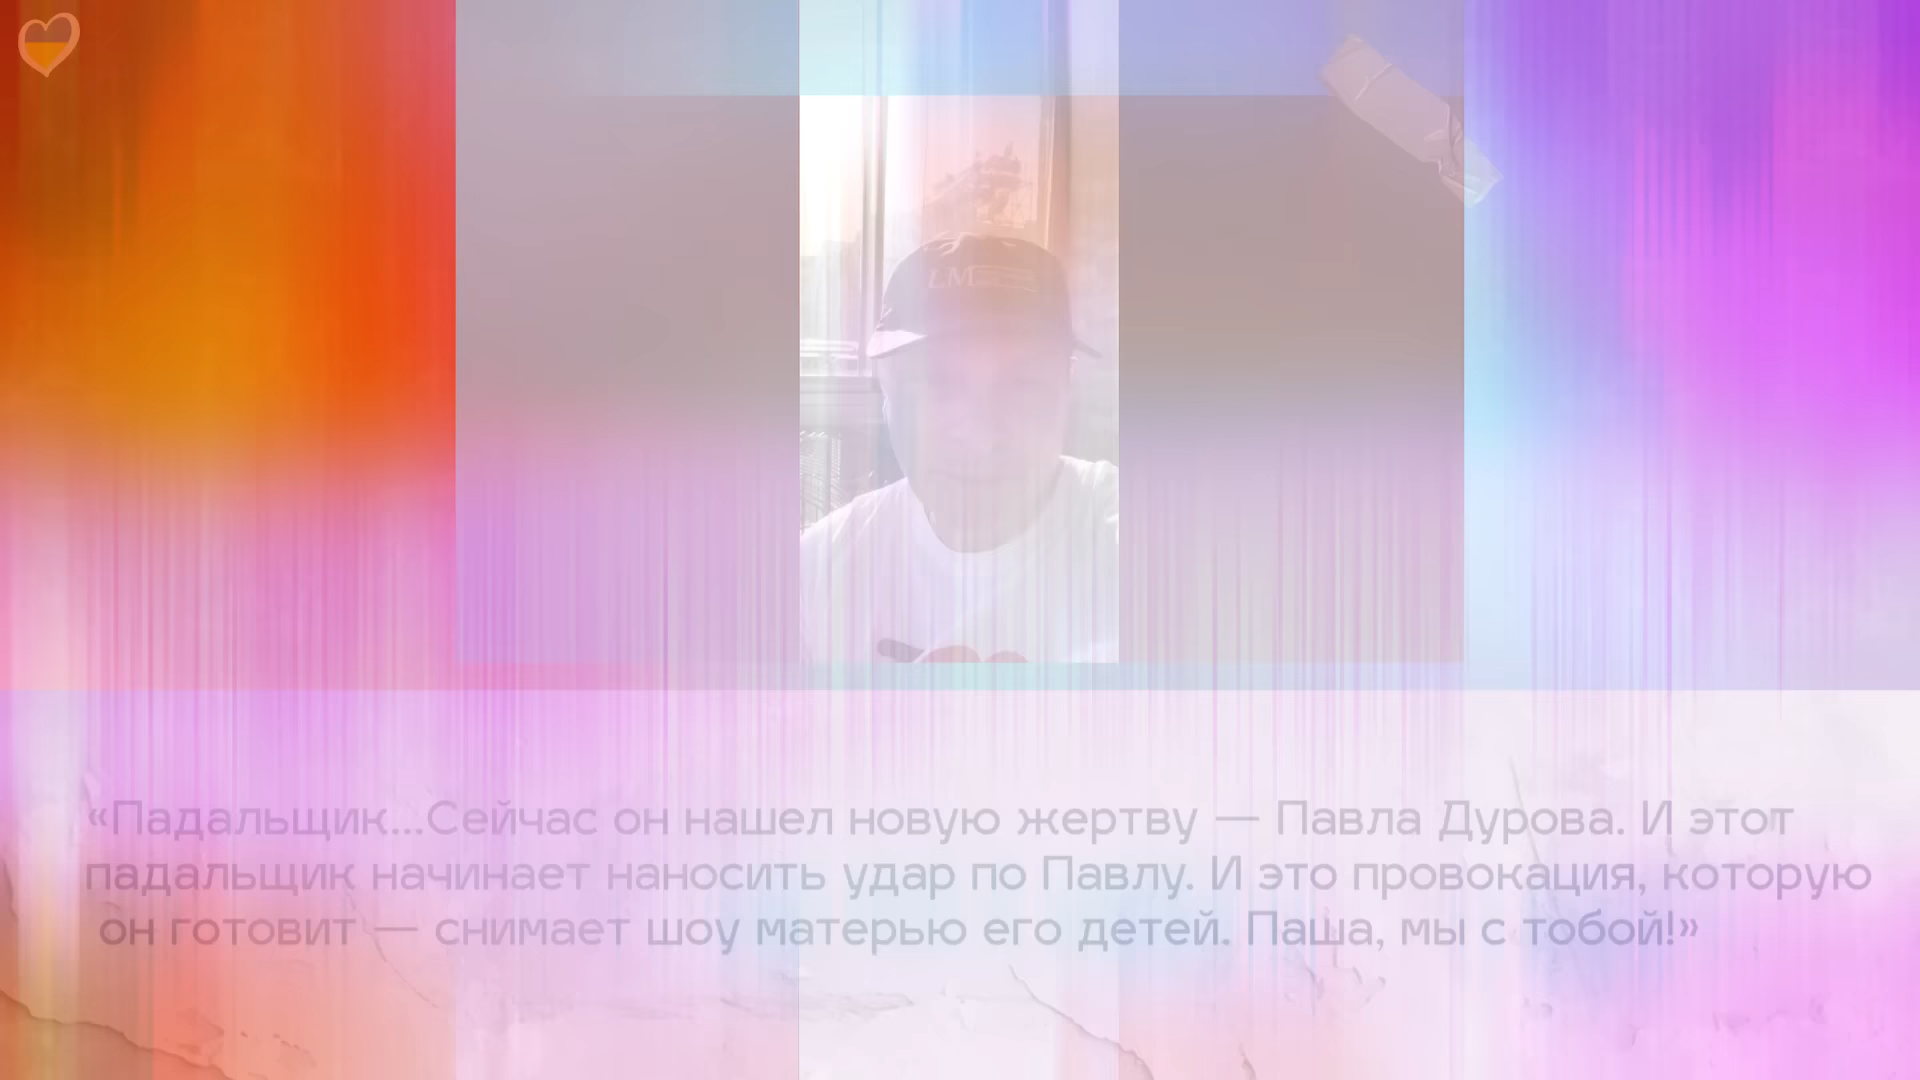 LM
«Падальщик...Сейчас он нашел новую жертву — Павла Дурова. И этот
падальщик начинает наносить удар по Павлу. И это провокация, которую
он готовит — снимает шоу матерью его детей. Паша, мы с тобой!»